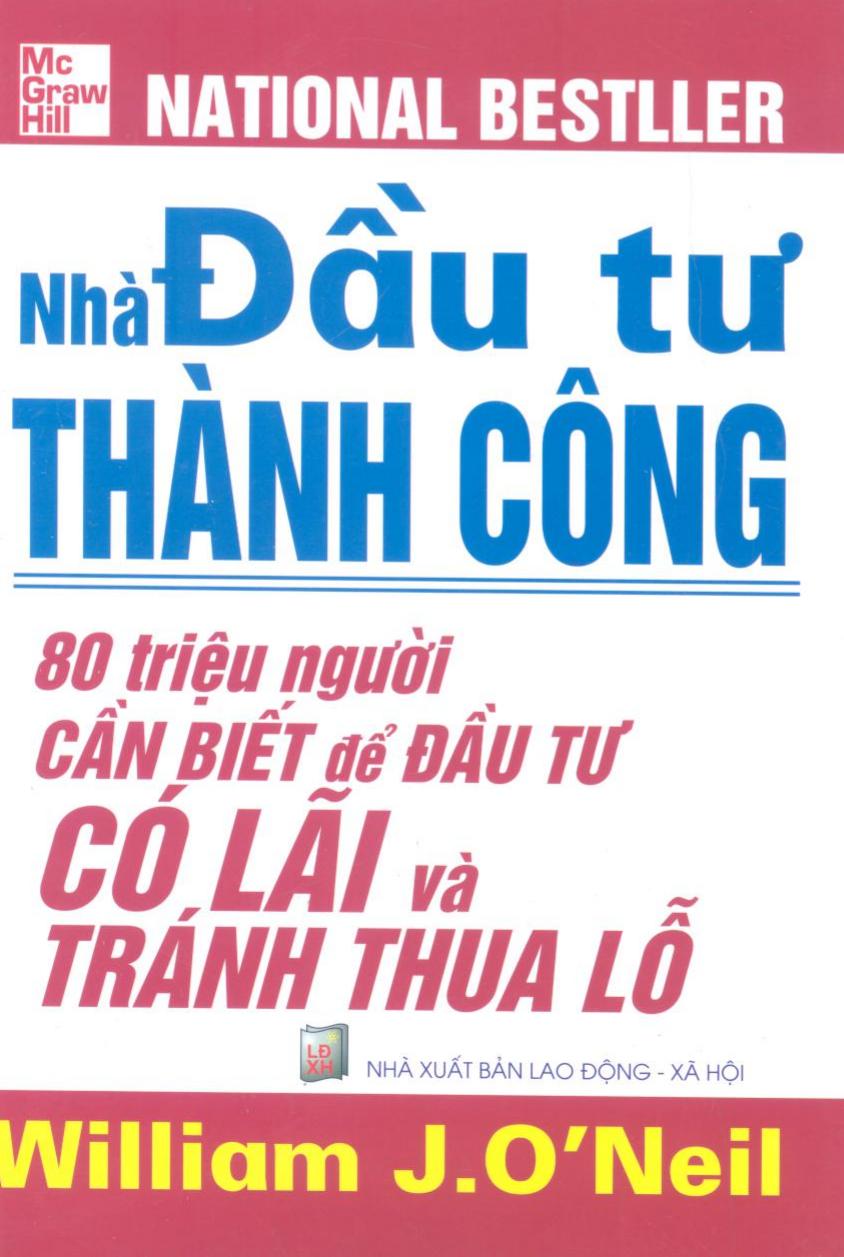 Mc
Graw
Hill
NATIONAL BESTLLER
Nhà Đầu tư
THÀNH CÔNG
80 triệu người
CẦN BIẾT để ĐẦU TƯ
CÓ LÃI và
TRÁNH THUA LỖ
LĐ
XH
NHÀ XUẤT BẢN LAO ĐỘNG - XÃ HỘI
William J.O'Neil